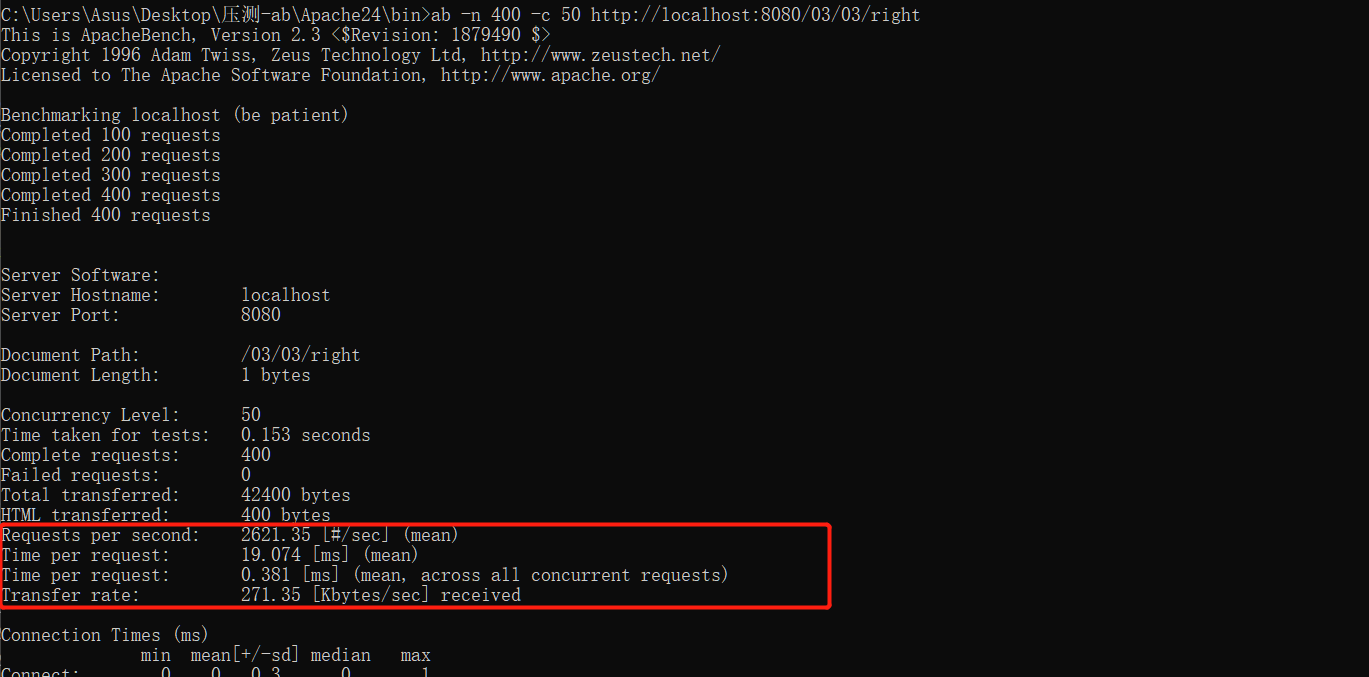 C:\Users\Asus\Desktop\压测-ab\Apache24\bin>ab -n 400 -c 50 http://localhost:8080/03/03/right
This is ApacheBench, Version 2.3 <$Revision: 1879490 $>
Copyright 1996 Adam Twiss, Zeus Technology Ltd, http://www.zeustech.net/
Licensed to The Apache Software Foundation, http://www.apache.org/

Benchmarking localhost (be patient)
Completed 100 requests
Completed 200 requests
Completed 300 requests
Completed 400 requests
Finished 400 requests

Server Software:
Server Hostname:        localhost
Server Port:            8080

Document Path:          /03/03/right
Document Length:        1 bytes

Concurrency Level:      50
Time taken for tests:   0.153 seconds
Complete requests:      400
Failed requests:        0
Total transferred:      42400 bytes
HTML transferred:       400 bytes
Requests per second:    2621.35 [#/sec] (mean)
Time per request:       19.074 [ms] (mean)
Time per request:       0.381 [ms] (mean, across all concurrent requests)
Transfer rate:          271.35 [Kbytes/sec] received

Connection Times (ms)
              min  mean[+/-sd] median   max
Connect:        0    0   0.3      0       1